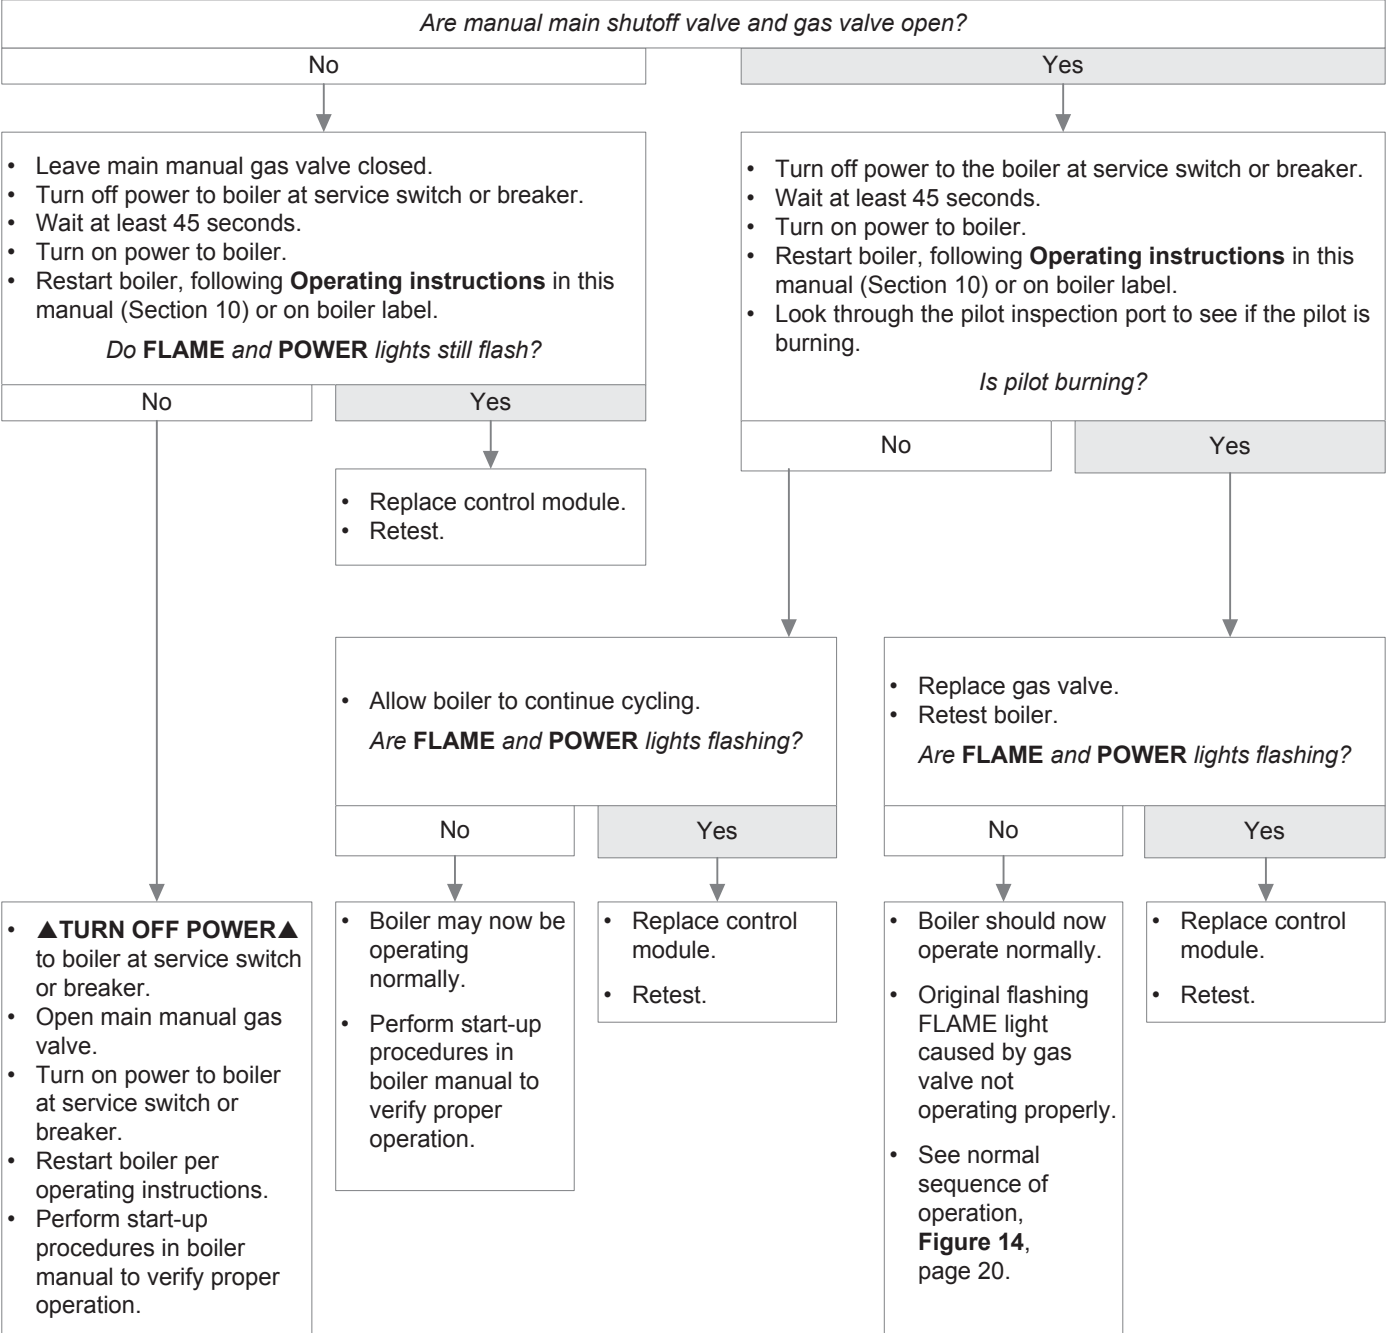 Are manual main shutoff valve and gas valve open?
No
Yes
• Leave main manual gas valve closed.
• Turn off power to boiler at service switch or breaker.
• Wait at least 45 seconds.
• Turn on power to boiler.
• Restart boiler, following Operating instructions in this
manual (Section 10) or on boiler label.
Do FLAME and POWER lights still flash?
No
Yes
• Replace control module.
• Retest.
• Turn off power to the boiler at service switch or breaker.
• Wait at least 45 seconds.
• Turn on power to boiler.
• Restart boiler, following Operating instructions in this
manual (Section 10) or on boiler label.
• Look through the pilot inspection port to see if the pilot is
burning.
Is pilot burning?
No
Yes
• Allow boiler to continue cycling.
Are FLAME and POWER lights flashing?
No
Yes
• Replace gas valve.
• Retest boiler.
Are FLAME and POWER lights flashing?
No
Yes
• ▲TURN OFF POWER▲
to boiler at service switch
or breaker.
• Open main manual gas
valve.
• Turn on power to boiler
at service switch or
breaker.
• Restart boiler per
operating instructions.
• Perform start-up
procedures in boiler
manual to verify proper
operation.
• Boiler may now be
operating
normally.
• Perform start-up
procedures in
boiler manual to
verify proper
operation.
• Replace control
module.
• Retest.
• Boiler should now
operate normally.
• Original flashing
FLAME light
caused by gas
valve not
operating properly.
• See normal
sequence of
operation,
Figure 14,
page 20.
• Replace control
module.
• Retest.